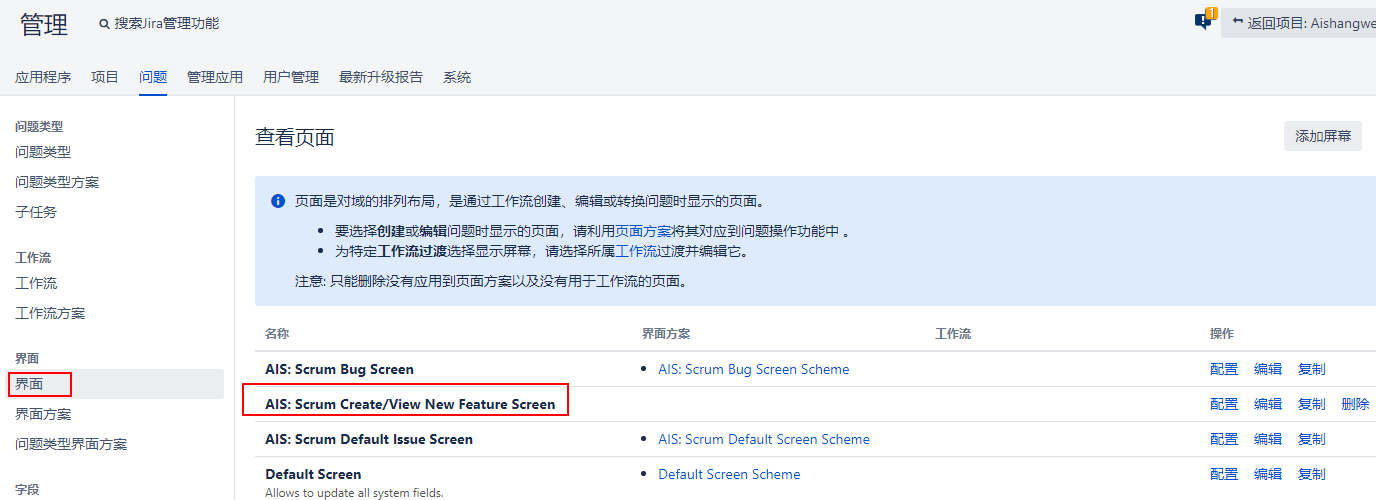 管理
搜索Jira管理功能
返回项目: Aishangwe
应用程序 项目 问题 管理应用 用户管理 最新升级报告 系统
问题类型
问题类型
问题类型方案
子任务
工作流
工作流
工作流方案
界面
界面
界面方案
问题类型界面方案
字段
查看页面
添加屏幕
页面是对域的排列布局，是通过工作流创建、编辑或转换问题时显示的页面。
• 要选择创建或编辑问题时显示的页面，请利用页面方案将其对应到问题操作功能中 。
• 为特定工作流过渡选择显示屏幕，请选择所属工作流过渡并编辑它。
注意: 只能删除没有应用到页面方案以及没有用于工作流的页面。
名称 界面方案 工作流 操作
AIS: Scrum Bug Screen • AIS: Scrum Bug Screen Scheme 配置 编辑 复制
AIS: Scrum Create/View New Feature Screen 配置 编辑 复制 删除
AIS: Scrum Default Issue Screen • AIS: Scrum Default Screen Scheme 配置 编辑 复制
Default Screen • Default Screen Scheme 配置 编辑 复制
Allows to update all system fields.